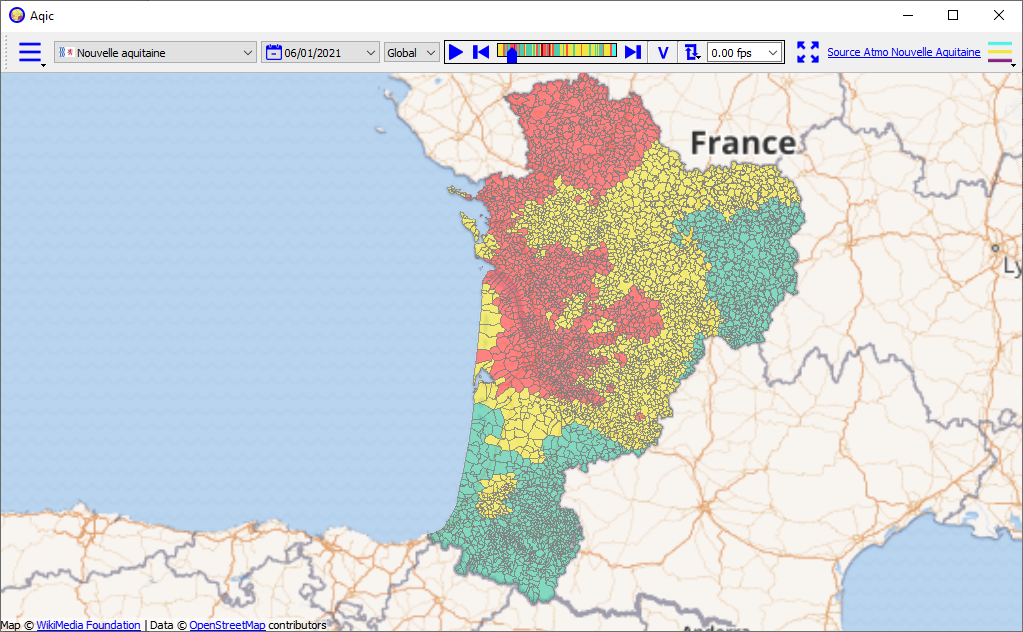 Aqic
Nouvelle aquitaine 06/01/2021 Global V 0.00 fps Source Atmo Nouvelle Aquitaine
France
Ly
Andorra
Map © WikiMedia Foundation | Data © OpenStreetMap contributors